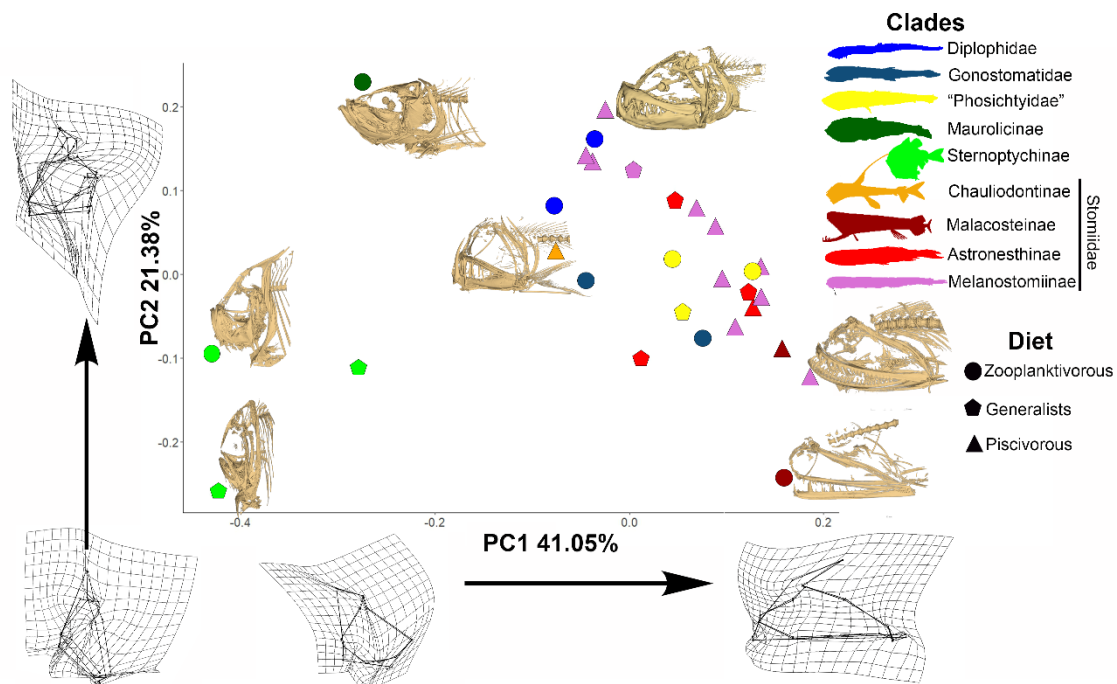 Clades
Diplophidae
Gonostomatidae
“Phosichtyidae”
Maurolicinae
Sternoptychinae
Chauliodontinae
Malacosteinae
Astronesthinae
Melanostomiinae
Stomiidae
Diet
Zooplanktivorous
Generalists
Piscivorous
PC2 21.38%
0.2
0.1
0.0
-0.1
-0.2
-0.4
-0.2
0.0
0.2
PC1 41.05%